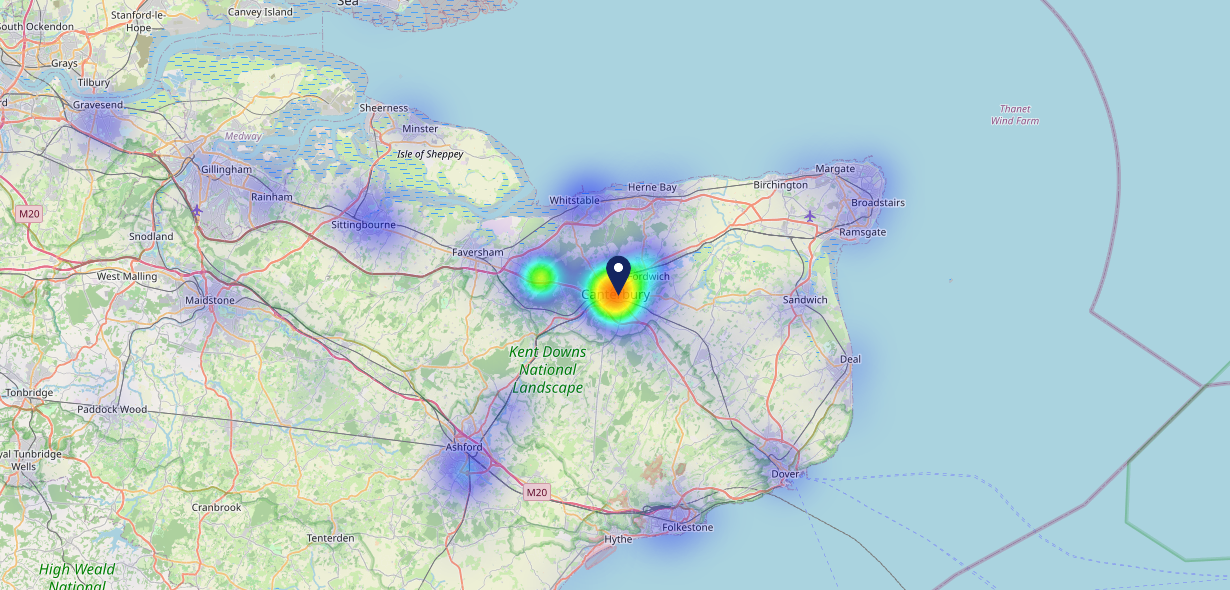 Sea
Canvey Island
Stanford-le-
Hope
South Ockendon
Grays
Tilbury
Gravesend
Sheerness
Minster
Medway
Isle of Sheppey
Thanet
Wind Farm
Gillingham
Rainham
Margate
Birchington
Herne Bay
Whitstable
Broadstairs
M20
Sittingbourne
Ramsgate
Snodland
Faversham
West Malling
Fordwich
Canterbury
Maidstone
Sandwich
Kent Downs
National
Landscape
Deal
Tonbridge
Paddock Wood
Ashford
yal Tunbridge
Wells
Dover
M20
Cranbrook
Folkestone
Tenterden
Hythe
High Weald
National